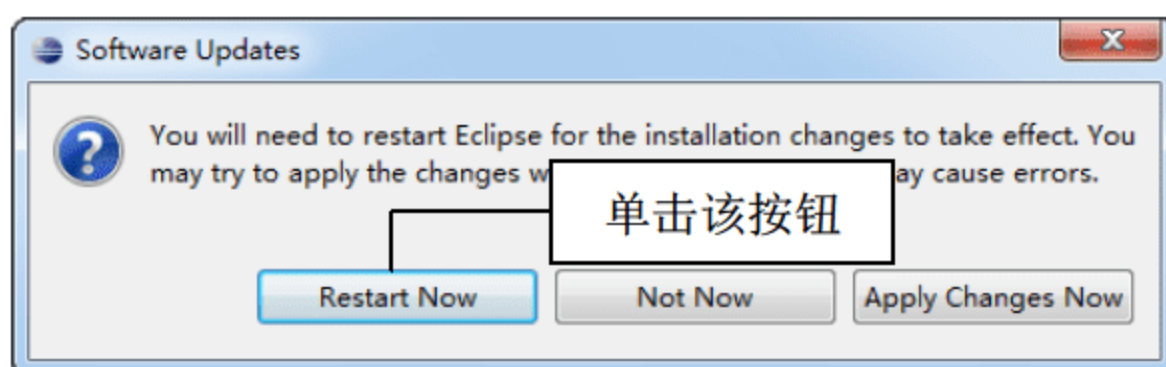 Software Updates
You will need to restart Eclipse for the installation changes to take effect. You
may try to apply the changes w ay cause errors.
单击该按钮
Restart Now Not Now Apply Changes Now